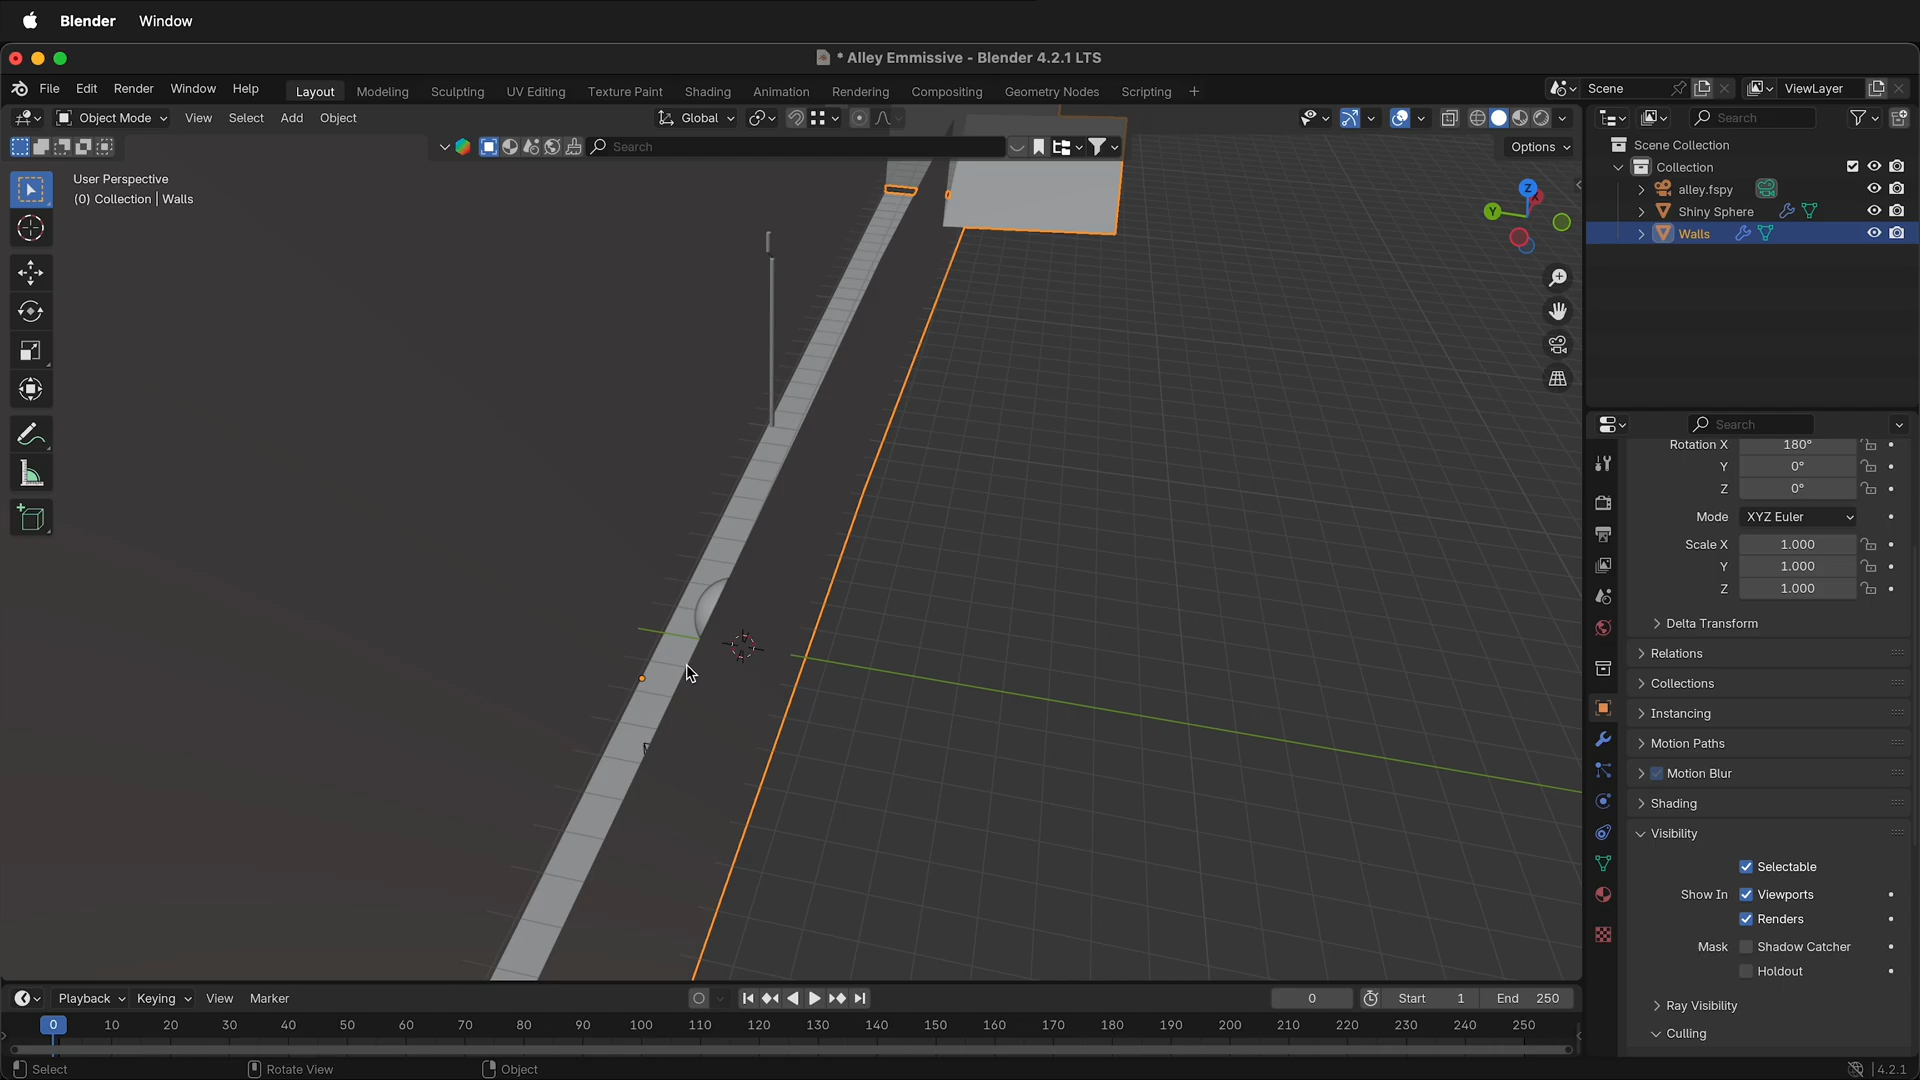 Blender Window
* Alley Emmissive - Blender 4.2.1 LTS
File Edit Render Window Help Layout Modeling Sculpting UV Editing Texture Paint Shading Animation Rendering Compositing Geometry Nodes Scripting + Scene ViewLayer
Object Mode View Select Add Object Global Search
Search Options
User Perspective
(0) Collection | Walls
Z
Y
Scene Collection
Collection
alley.fspy
Shiny Sphere
Walls
Search
Rotation X 180°
Y 0°
Z 0°
Mode XYZ Euler
Scale X 1.000
Y 1.000
Z 1.000
Delta Transform
Relations
Collections
Instancing
Motion Paths
Motion Blur
Shading
Visibility
Selectable
Show In Viewports
Renders
Mask Shadow Catcher
Holdout
Ray Visibility
Culling
Playback Keying View Marker 0 Start 1 End 250
0 10 20 30 40 50 60 70 80 90 100 110 120 130 140 150 160 170 180 190 200 210 220 230 240 250
Select Rotate View Object 4.2.1